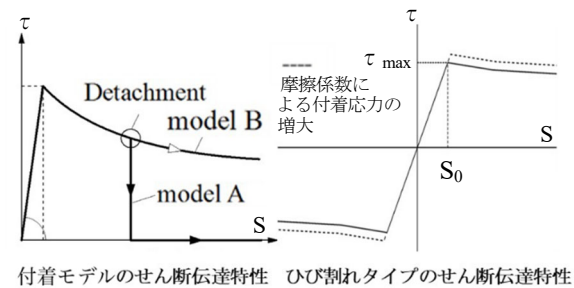 τ
Detachment
model B
model A
S
付着モデルのせん断伝達特性
τ
τ max
摩擦係数に
よる付着応力の
増大
S
S₀
ひび割れタイプのせん断伝達特性